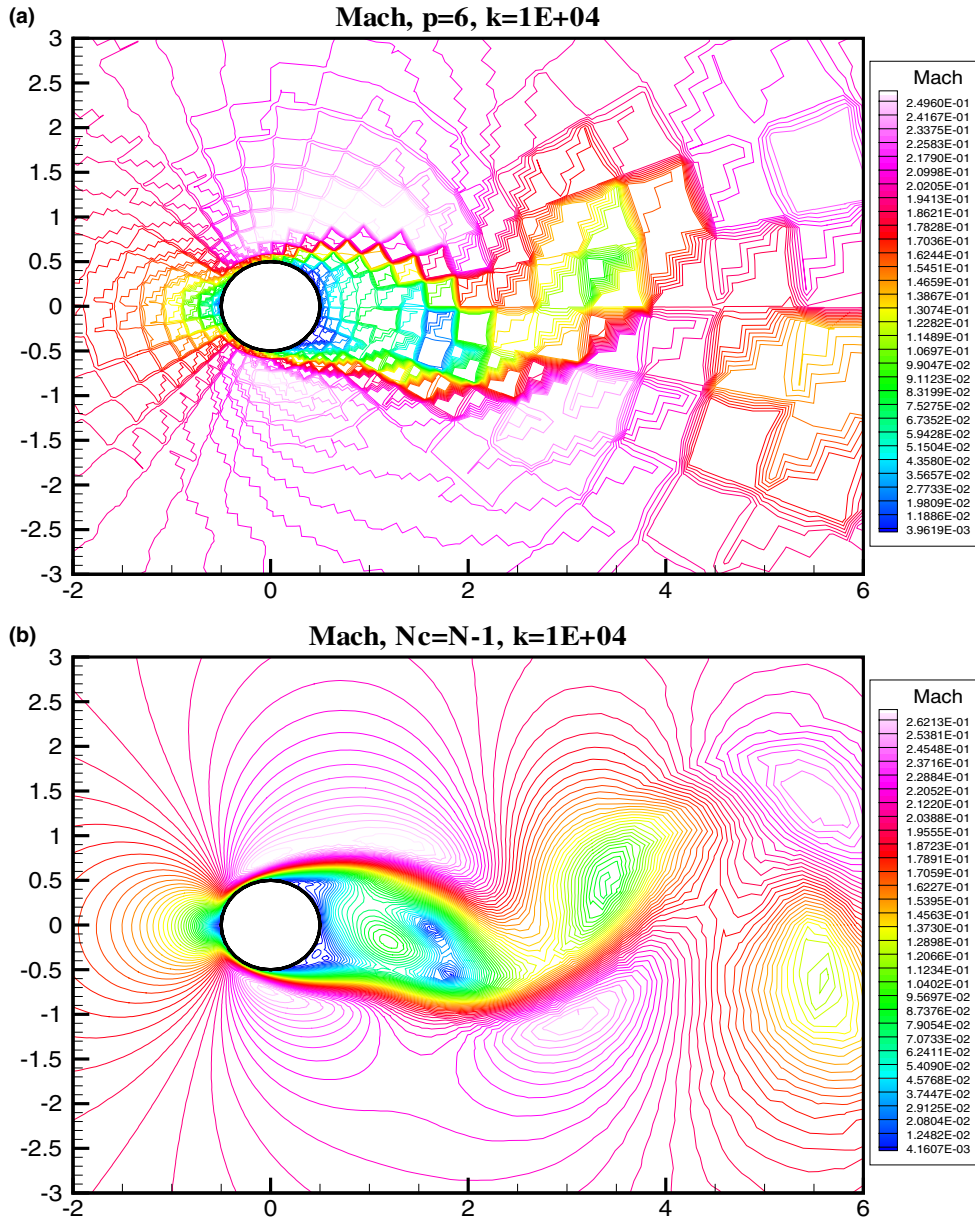 (a)
Mach, p=6, k=1E+04
3
2.5
2
1.5
1
0.5
0
-0.5
-1
-1.5
-2
-2.5
-3
-2
0
2
4
6
Mach
2.4960E-01
2.4167E-01
2.3375E-01
2.2583E-01
2.1790E-01
2.0998E-01
2.0205E-01
1.9413E-01
1.8621E-01
1.7828E-01
1.7036E-01
1.6244E-01
1.5451E-01
1.4659E-01
1.3867E-01
1.3074E-01
1.2282E-01
1.1489E-01
1.0697E-01
9.9047E-02
9.1123E-02
8.3199E-02
7.5275E-02
6.7352E-02
5.9428E-02
5.1504E-02
4.3580E-02
3.5657E-02
2.7733E-02
1.9809E-02
1.1886E-02
3.9619E-03
(b)
Mach, Nc=N-1, k=1E+04
3
2.5
2
1.5
1
0.5
0
-0.5
-1
-1.5
-2
-2.5
-3
-2
0
2
4
6
Mach
2.6213E-01
2.5381E-01
2.4548E-01
2.3716E-01
2.2884E-01
2.2052E-01
2.1220E-01
2.0388E-01
1.9555E-01
1.8723E-01
1.7891E-01
1.7059E-01
1.6227E-01
1.5395E-01
1.4563E-01
1.3730E-01
1.2898E-01
1.2066E-01
1.1234E-01
1.0402E-01
9.5697E-02
8.7376E-02
7.9054E-02
7.0733E-02
6.2411E-02
5.4090E-02
4.5768E-02
3.7447E-02
2.9125E-02
2.0804E-02
1.2482E-02
4.1607E-03